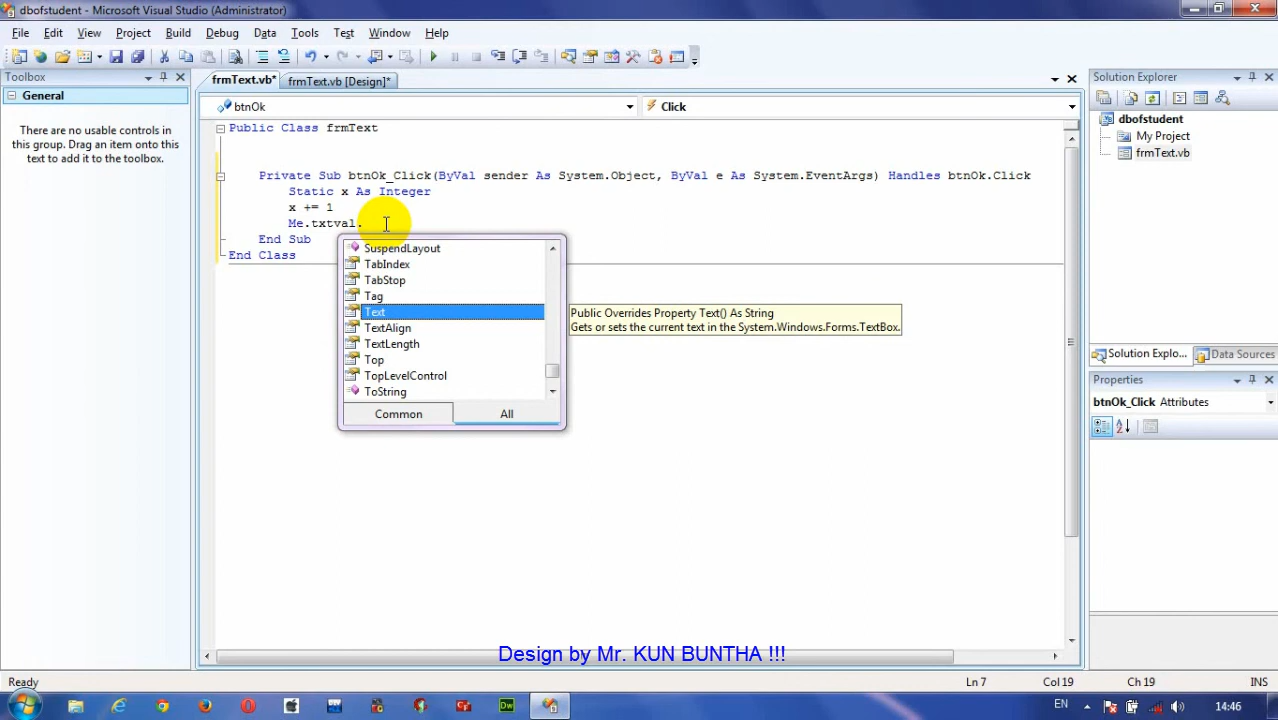 dbofstudent - Microsoft Visual Studio (Administrator)
File Edit View Project Build Debug Data Tools Test Window Help
Toolbox
General
There are no usable controls in
this group. Drag an item onto this
text to add it to the toolbox.
frmText.vb* frmText.vb [Design]*
btnOk Click
Public Class frmText
Private Sub btnOk_Click(ByVal sender As System.Object, ByVal e As System.EventArgs) Handles btnOk.Click
Static x As Integer
x += 1
Me.txtval.
End Sub
End Class
SuspendLayout
TabIndex
TabStop
Tag
Text
TextAlign
TextLength
Top
TopLevelControl
ToString
Common All
Public Overrides Property Text() As String
Gets or sets the current text in the System.Windows.Forms.TextBox.
Solution Explorer
dbofstudent
My Project
frmText.vb
Solution Explo... Data Sources
Properties
btnOk_Click Attributes
Design by Mr. KUN BUNTHA !!!
Ready Ln 7 Col 19 Ch 19 INS
Dw EN 14:46